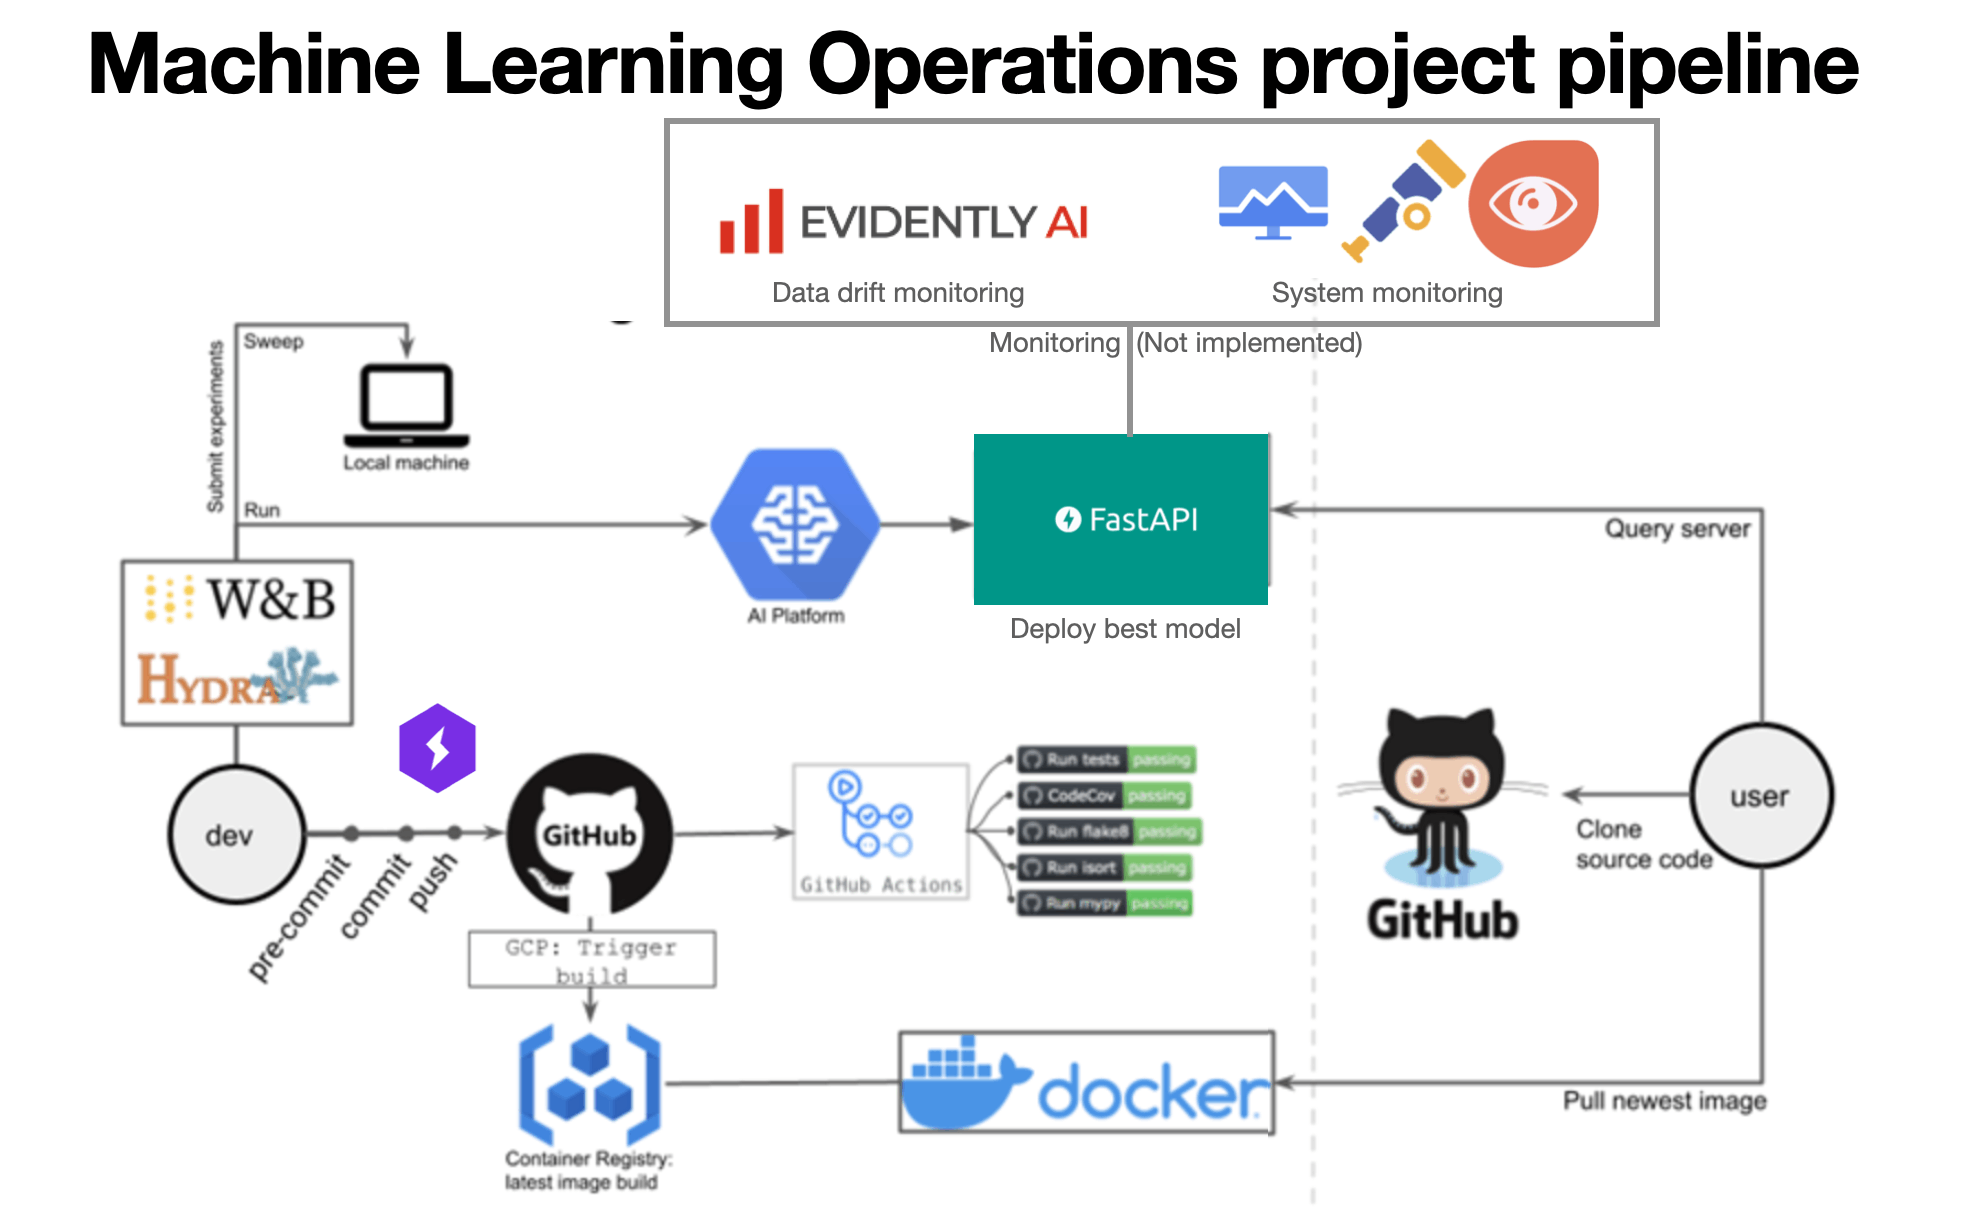 Machine Learning Operations project pipeline
EVIDENTLY AI
Data drift monitoring
System monitoring
Monitoring (Not implemented)
Submit experiments
Sweep
Local machine
Run
AI Platform
FastAPI
Deploy best model
Query server
W&B
HYDRA
dev
pre-commit
commit
push
GitHub
GitHub Actions
Run tests passing
CodeCov passing
Run flake8 passing
Run isort passing
Run mypy passing
GitHub
Clone
source code
user
GCP: Trigger
build
Container Registry:
latest image build
docker
Pull newest image